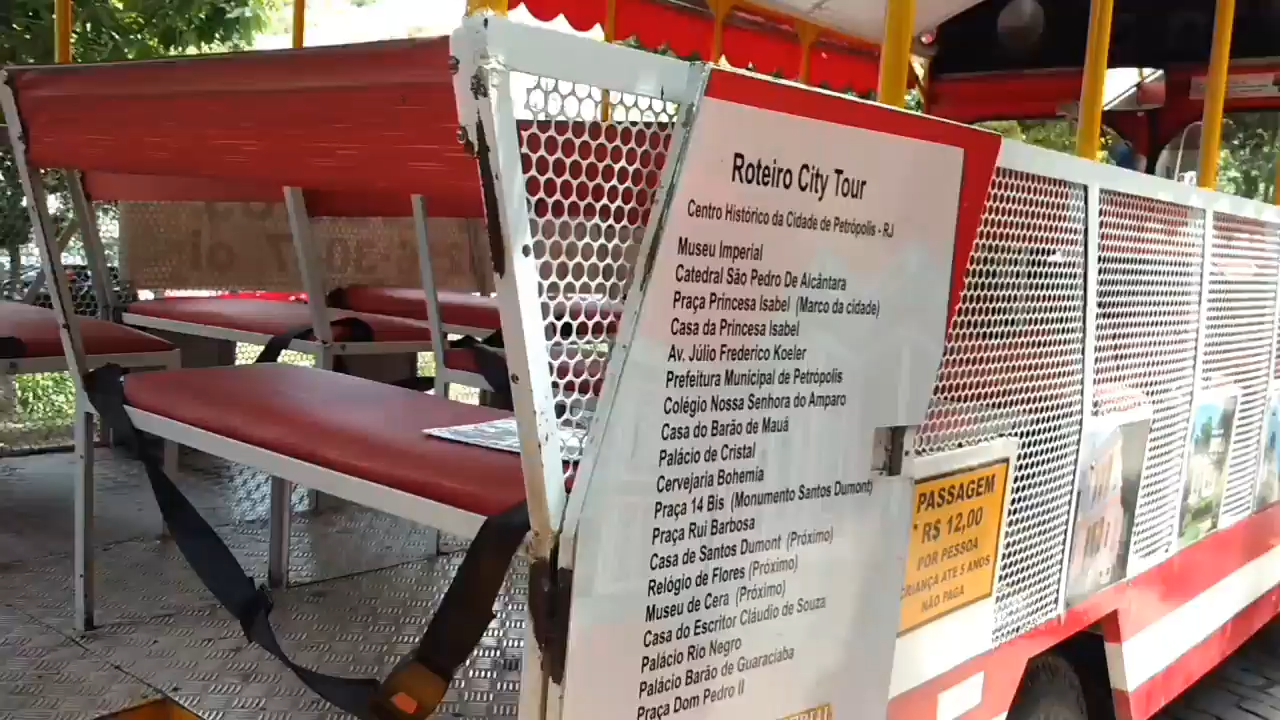 Roteiro City Tour
Centro Histórico da Cidade de Petrópolis - RJ
Museu Imperial
Catedral São Pedro De Alcântara
Praça Princesa Isabel (Marco da cidade)
Casa da Princesa Isabel
Av. Júlio Frederico Koeler
Prefeitura Municipal de Petrópolis
Colégio Nossa Senhora do Amparo
Casa do Barão de Mauá
Palácio de Cristal
Cervejaria Bohemia
Praça 14 Bis (Monumento Santos Dumont)
Praça Rui Barbosa
Casa de Santos Dumont (Próximo)
Relógio de Flores (Próximo)
Museu de Cera (Próximo)
Casa do Escritor Cláudio de Souza
Palácio Rio Negro
Palácio Barão de Guaraciaba
Praça Dom Pedro II
PASSAGEM
R$ 12,00
POR PESSOA
CRIANÇA ATÉ 5 ANOS
NÃO PAGA